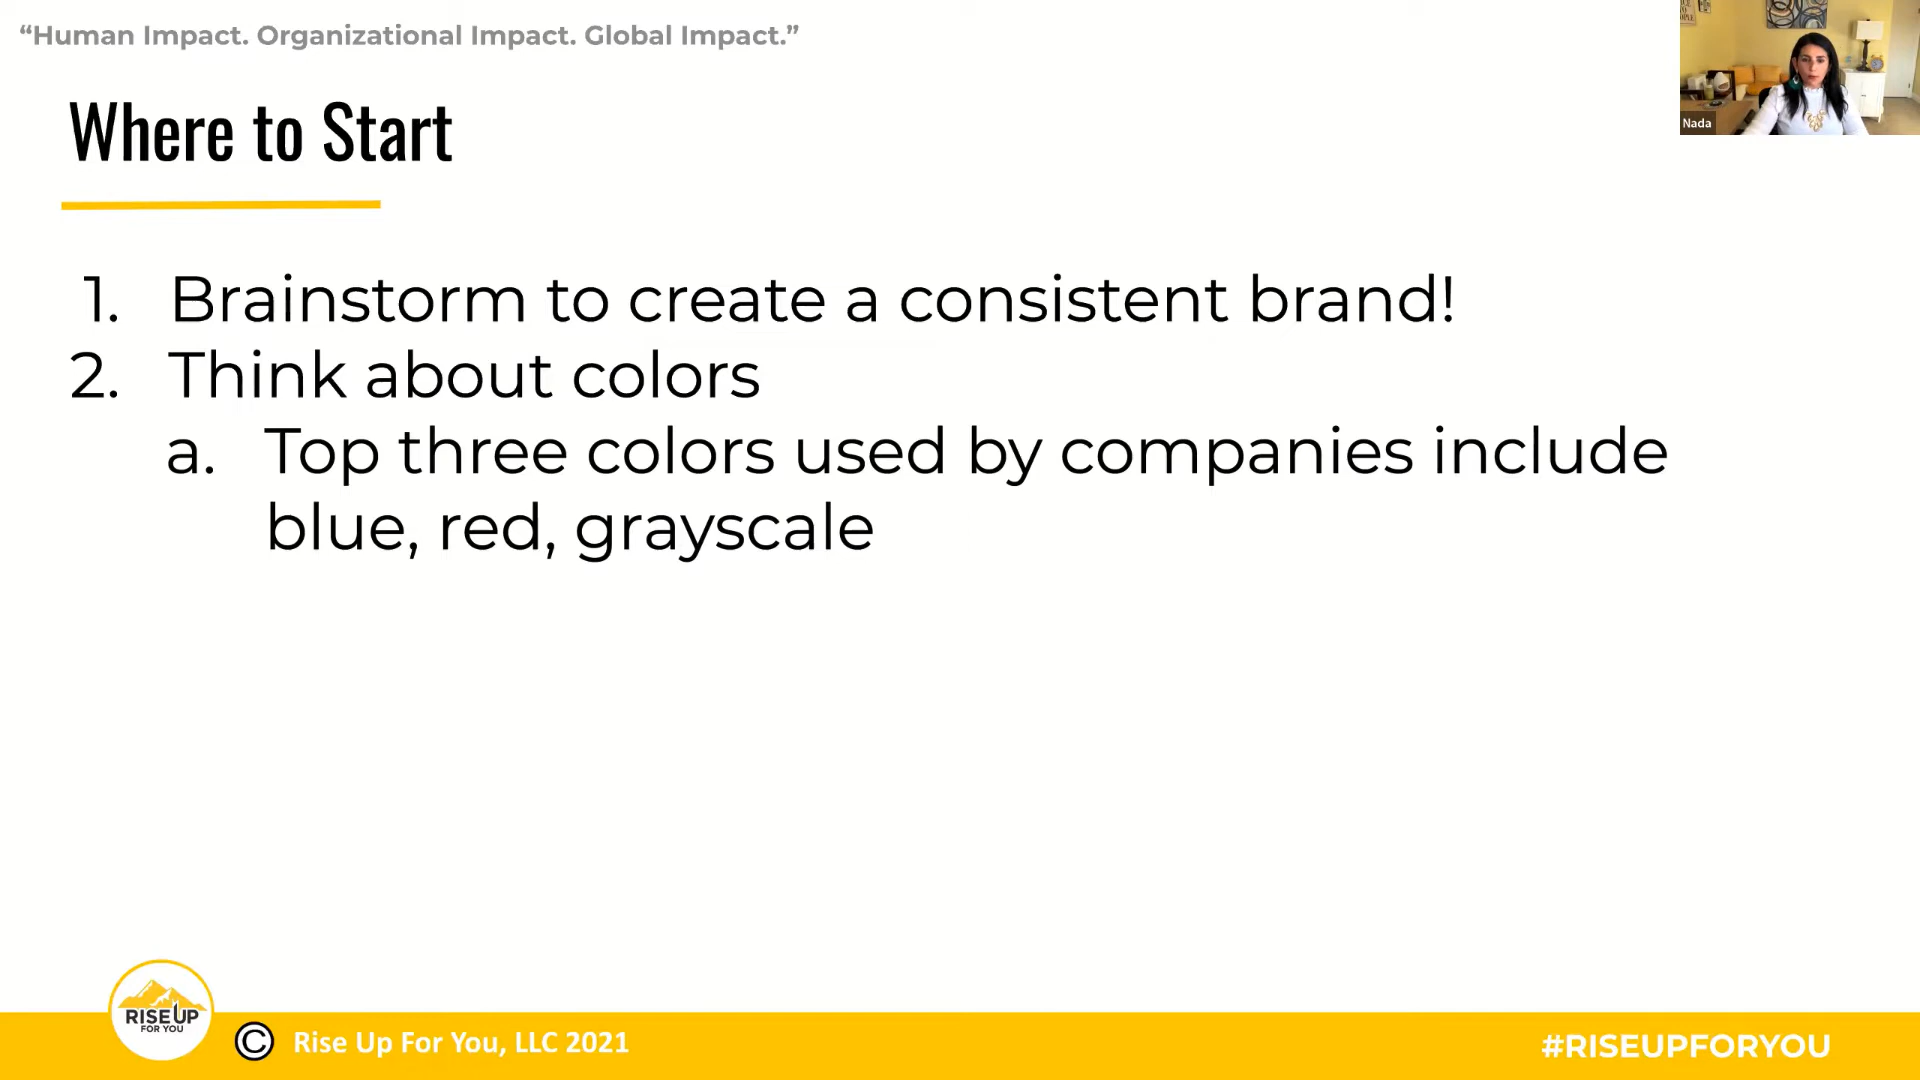 “Human Impact. Organizational Impact. Global Impact.”
Nada
Where to Start
1. Brainstorm to create a consistent brand!
2. Think about colors
a. Top three colors used by companies include
blue, red, grayscale
RISE UP
FOR YOU
© Rise Up For You, LLC 2021
#RISEUPFORYOU